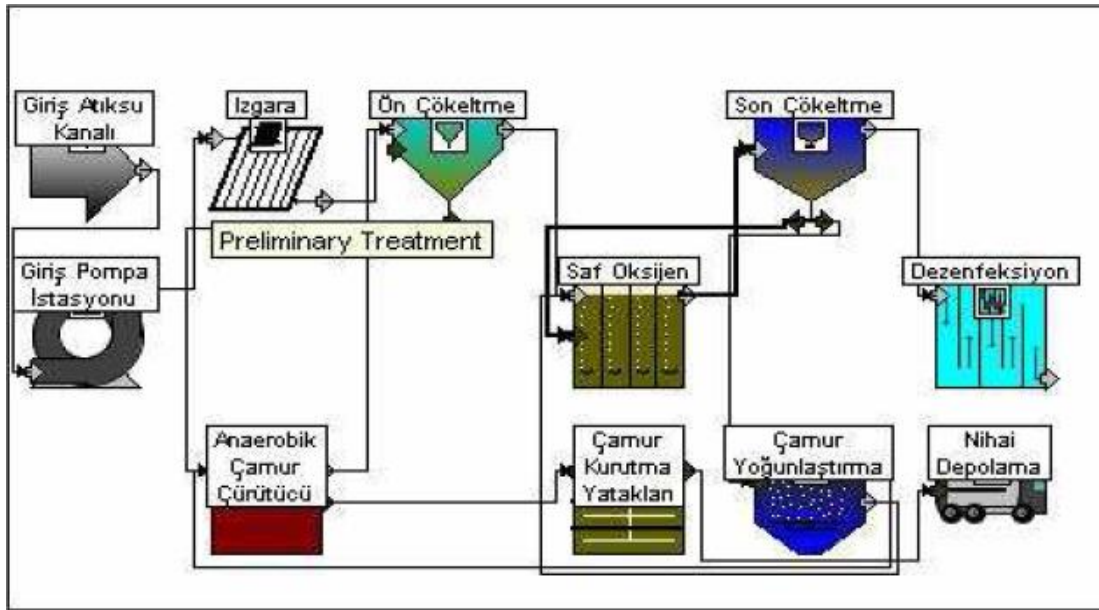 Giriş Atıksu
Kanalı
Izgara
Ön Çökeltme
Son Çökeltme
Preliminary Treatment
Giriş Pompa
İstasyonu
Saf Oksijen
Dezenfeksiyon
Anaerobik
Çamur
Çürütücü
Çamur
Kurutma
Yatakları
Çamur
Yoğunlaştırma
Nihai
Depolama